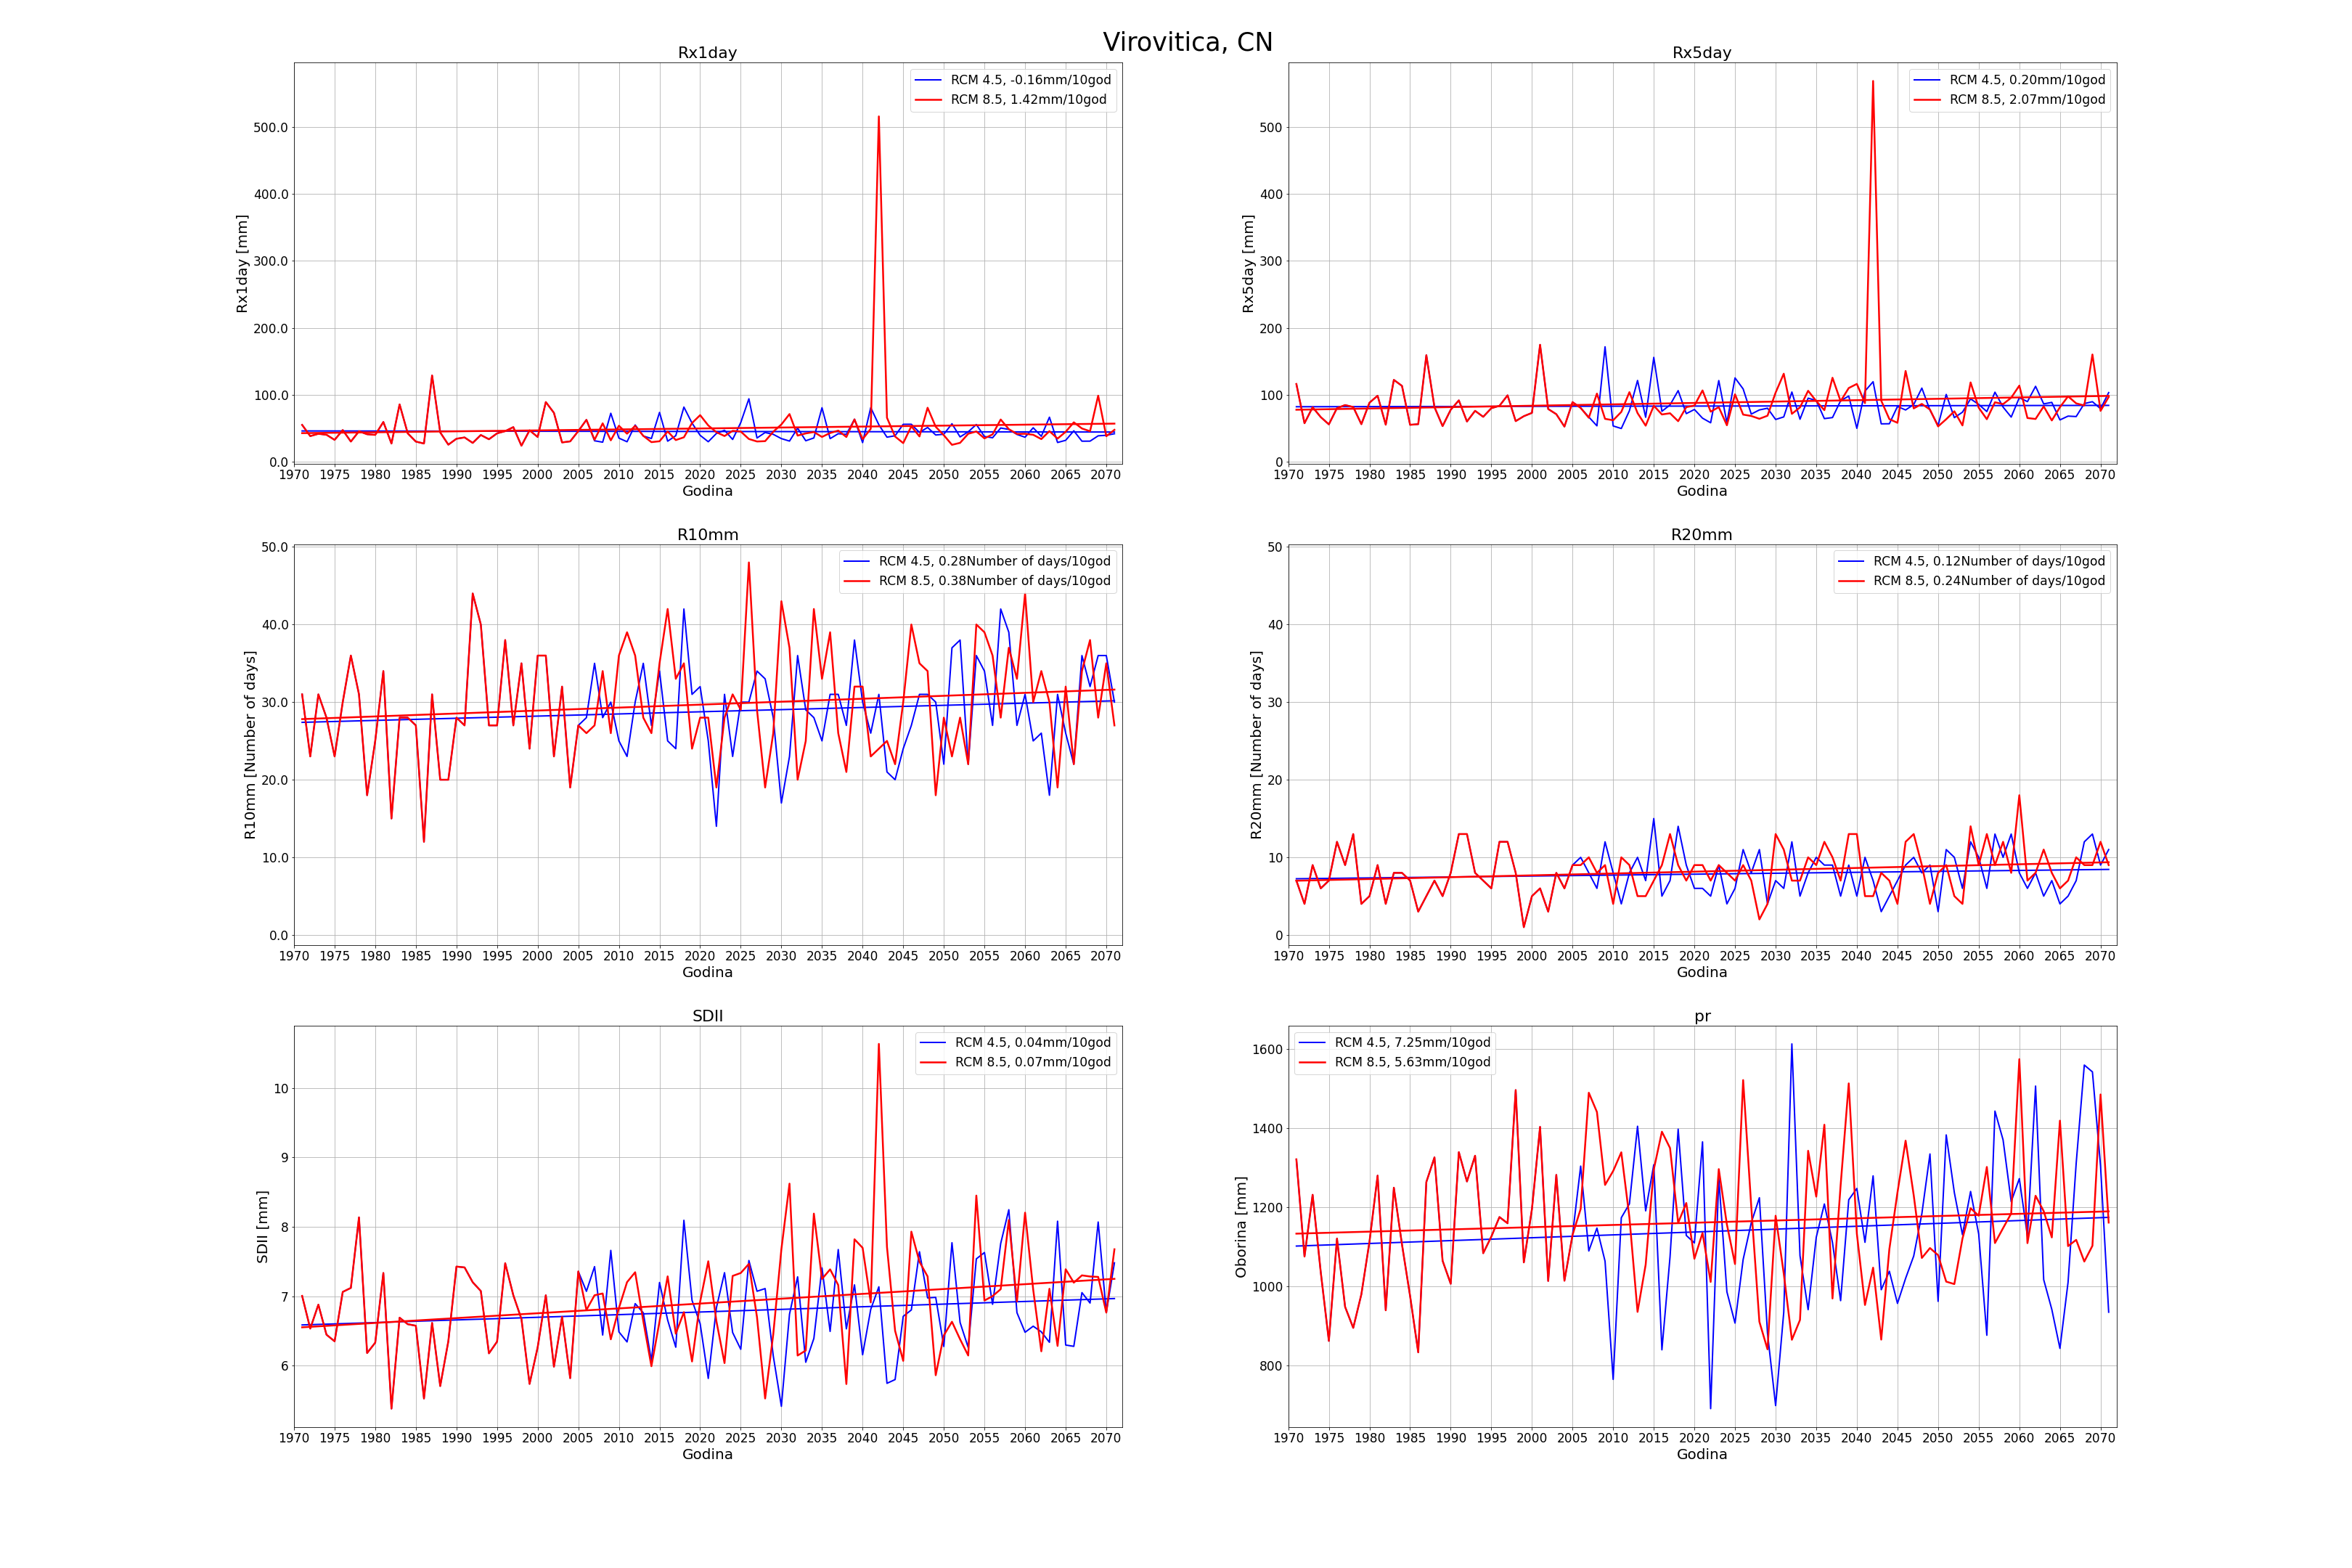 Virovitica, CN
Rx1day
RCM 4.5, -0.16mm/10god
RCM 8.5, 1.42mm/10god
Rx1day [mm]
500.0
400.0
300.0
200.0
100.0
0.0
1970 1975 1980 1985 1990 1995 2000 2005 2010 2015 2020 2025 2030 2035 2040 2045 2050 2055 2060 2065 2070
Godina
Rx5day
RCM 4.5, 0.20mm/10god
RCM 8.5, 2.07mm/10god
Rx5day [mm]
500
400
300
200
100
0
1970 1975 1980 1985 1990 1995 2000 2005 2010 2015 2020 2025 2030 2035 2040 2045 2050 2055 2060 2065 2070
Godina
R10mm
RCM 4.5, 0.28Number of days/10god
RCM 8.5, 0.38Number of days/10god
R10mm [Number of days]
50.0
40.0
30.0
20.0
10.0
0.0
1970 1975 1980 1985 1990 1995 2000 2005 2010 2015 2020 2025 2030 2035 2040 2045 2050 2055 2060 2065 2070
Godina
R20mm
RCM 4.5, 0.12Number of days/10god
RCM 8.5, 0.24Number of days/10god
R20mm [Number of days]
50
40
30
20
10
0
1970 1975 1980 1985 1990 1995 2000 2005 2010 2015 2020 2025 2030 2035 2040 2045 2050 2055 2060 2065 2070
Godina
SDII
RCM 4.5, 0.04mm/10god
RCM 8.5, 0.07mm/10god
SDII [mm]
10
9
8
7
6
1970 1975 1980 1985 1990 1995 2000 2005 2010 2015 2020 2025 2030 2035 2040 2045 2050 2055 2060 2065 2070
Godina
pr
RCM 4.5, 7.25mm/10god
RCM 8.5, 5.63mm/10god
Oborina [mm]
1600
1400
1200
1000
800
1970 1975 1980 1985 1990 1995 2000 2005 2010 2015 2020 2025 2030 2035 2040 2045 2050 2055 2060 2065 2070
Godina